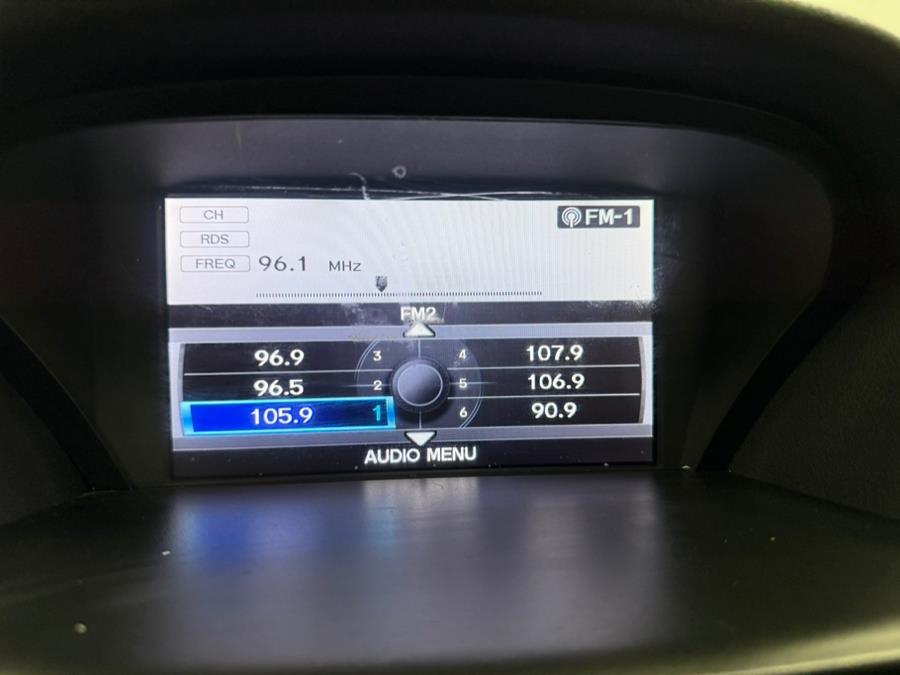 CH
FM-1
RDS
FREQ 96.1 MHz
FM2
96.9 3 4 107.9
96.5 2 5 106.9
105.9 1 6 90.9
AUDIO MENU